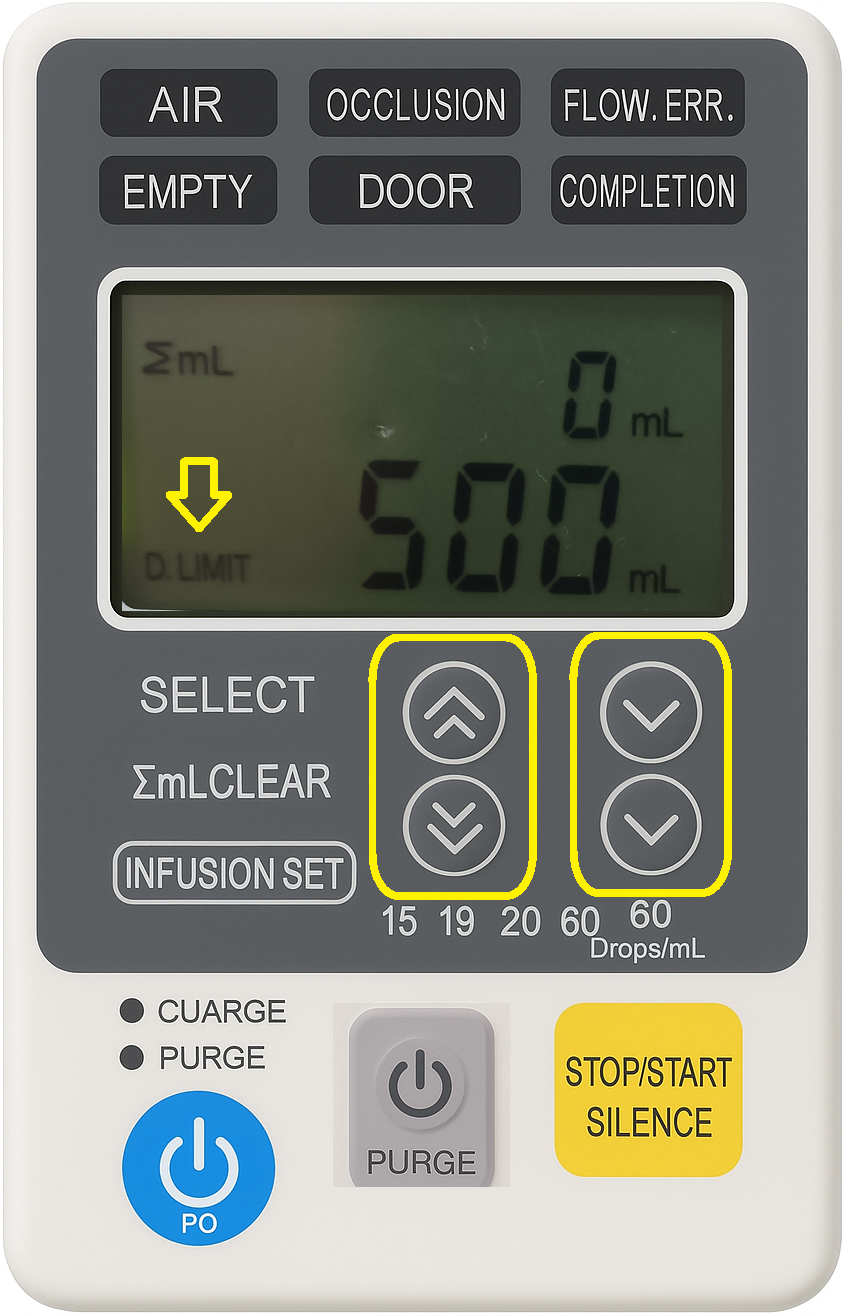 AIR OCCLUSION FLOW. ERR.
EMPTY DOOR COMPLETION
ΣmL 0 mL
D. LIMIT 500 mL
SELECT
ΣmLCLEAR
INFUSION SET
15 19 20 60 60
Drops/mL
CUARGE
PURGE
PO
PURGE
STOP/START
SILENCE